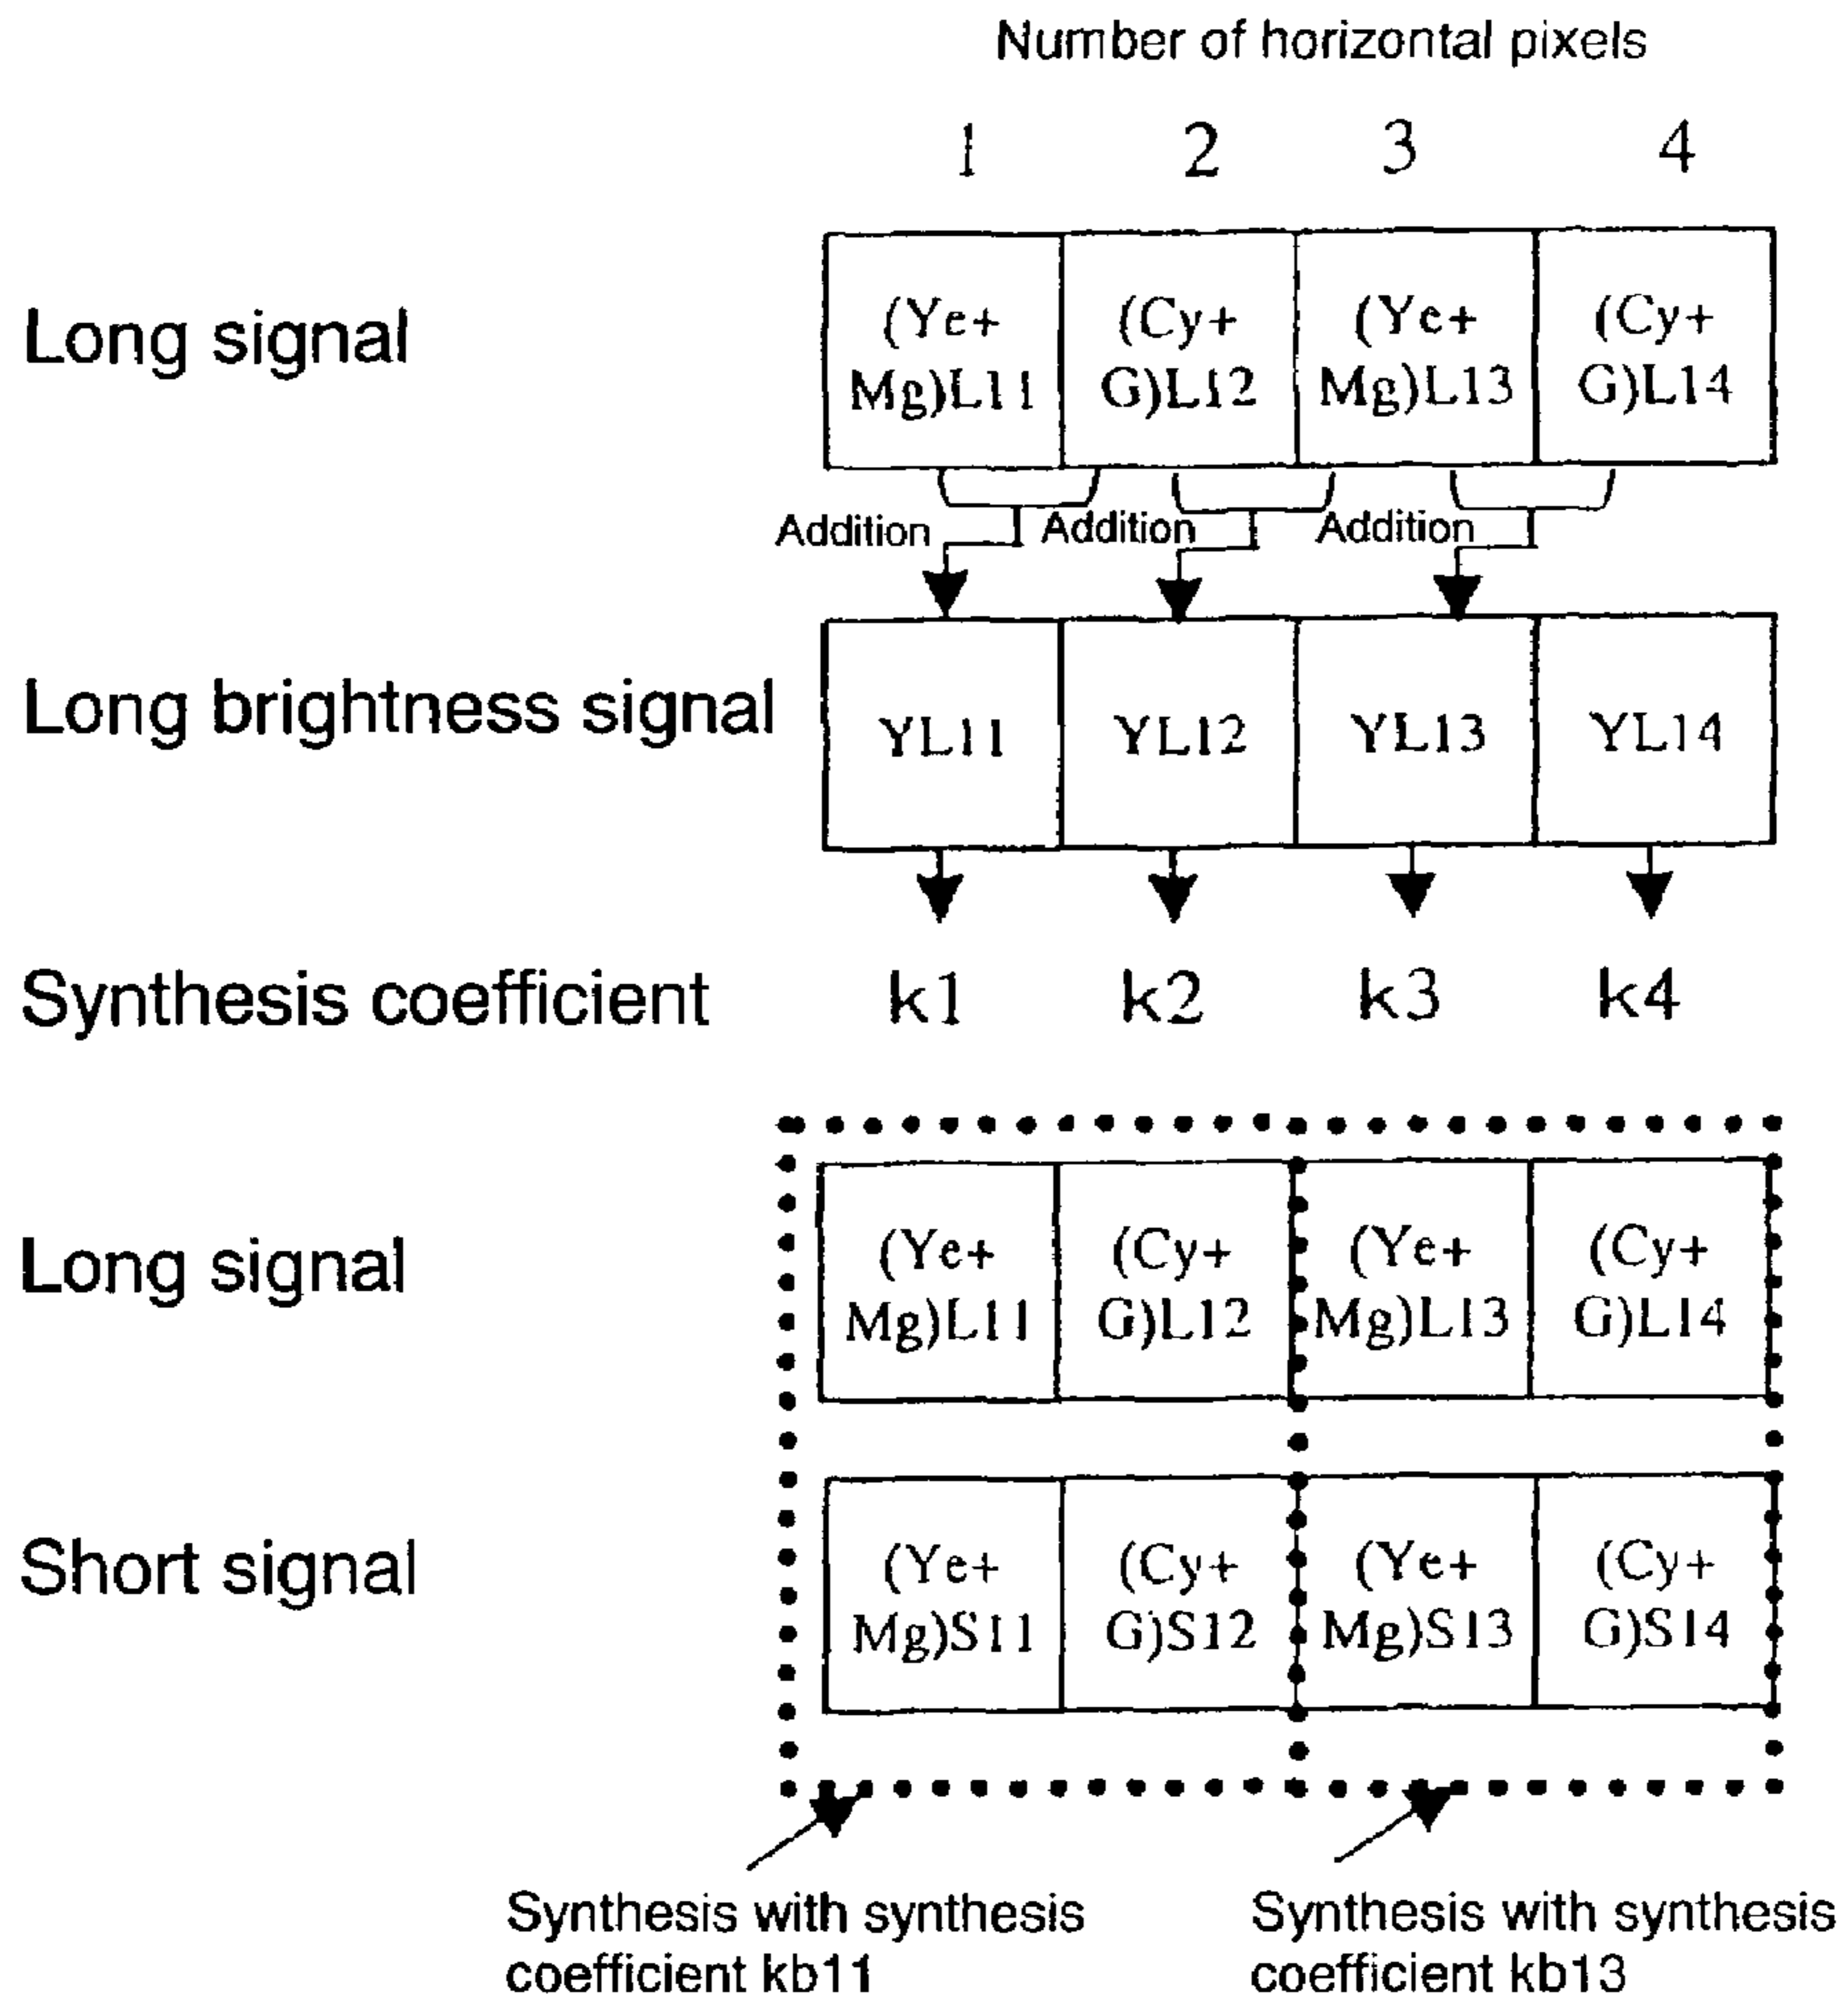 Number of horizontal pixels
1 2 3 4
Long signal
(Ye+ (Cy+ (Ye+ (Cy+
Mg)L11 G)L12 Mg)L13 G)L14
Addition Addition Addition
Long brightness signal
YL11 YL12 YL13 YL14
Synthesis coefficient k1 k2 k3 k4
Long signal
(Ye+ (Cy+ (Ye+ (Cy+
Mg)L11 G)L12 Mg)L13 G)L14
Short signal
(Ye+ (Cy+ (Ye+ (Cy+
Mg)S11 G)S12 Mg)S13 G)S14
Synthesis with synthesis
coefficient kb11
Synthesis with synthesis
coefficient kb13